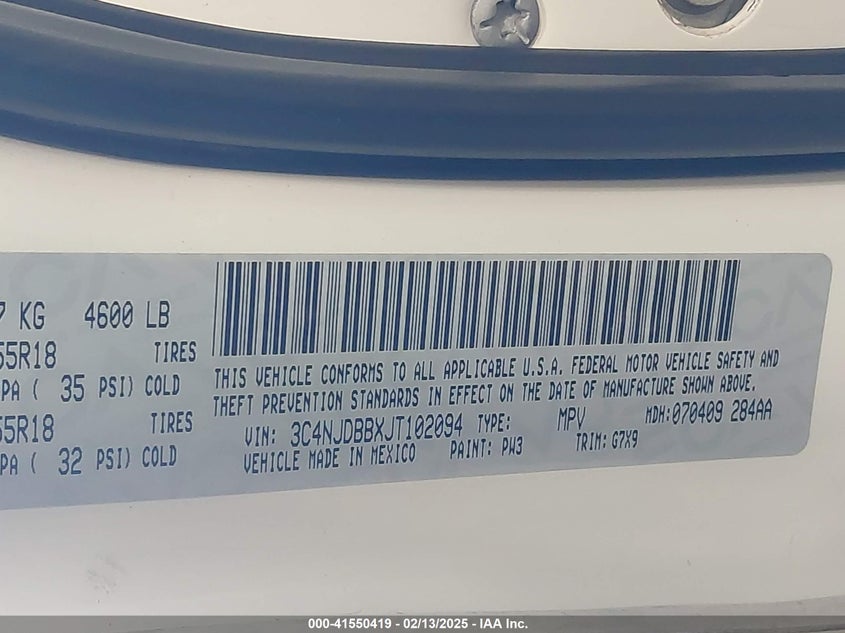 7 KG 4600 LB
55R18 TIRES
PA ( 35 PSI) COLD
55R18 TIRES
PA ( 32 PSI) COLD
THIS VEHICLE CONFORMS TO ALL APPLICABLE U.S.A. FEDERAL MOTOR VEHICLE SAFETY AND
THEFT PREVENTION STANDARDS IN EFFECT ON THE DATE OF MANUFACTURE SHOWN ABOVE.
VIN: 3C4NJDBBXJT102094 TYPE: MPV MDH:070409 284AA
VEHICLE MADE IN MEXICO PAINT: PW3 TRIM: G7X9
000-41550419 - 02/13/2025 - IAA Inc.